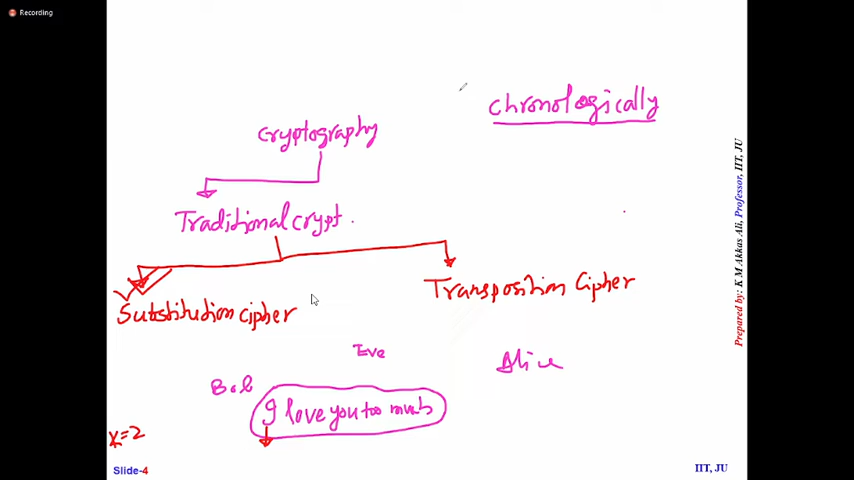 Recording
chronologically
cryptography
Traditional crypt.
Transposition Cipher
Substitution cipher
Eve
Alice
Bob
I love you too much
K=2
Prepared by: K M Akkas Ali, Professor, IIT, JU
Slide-4
IIT, JU